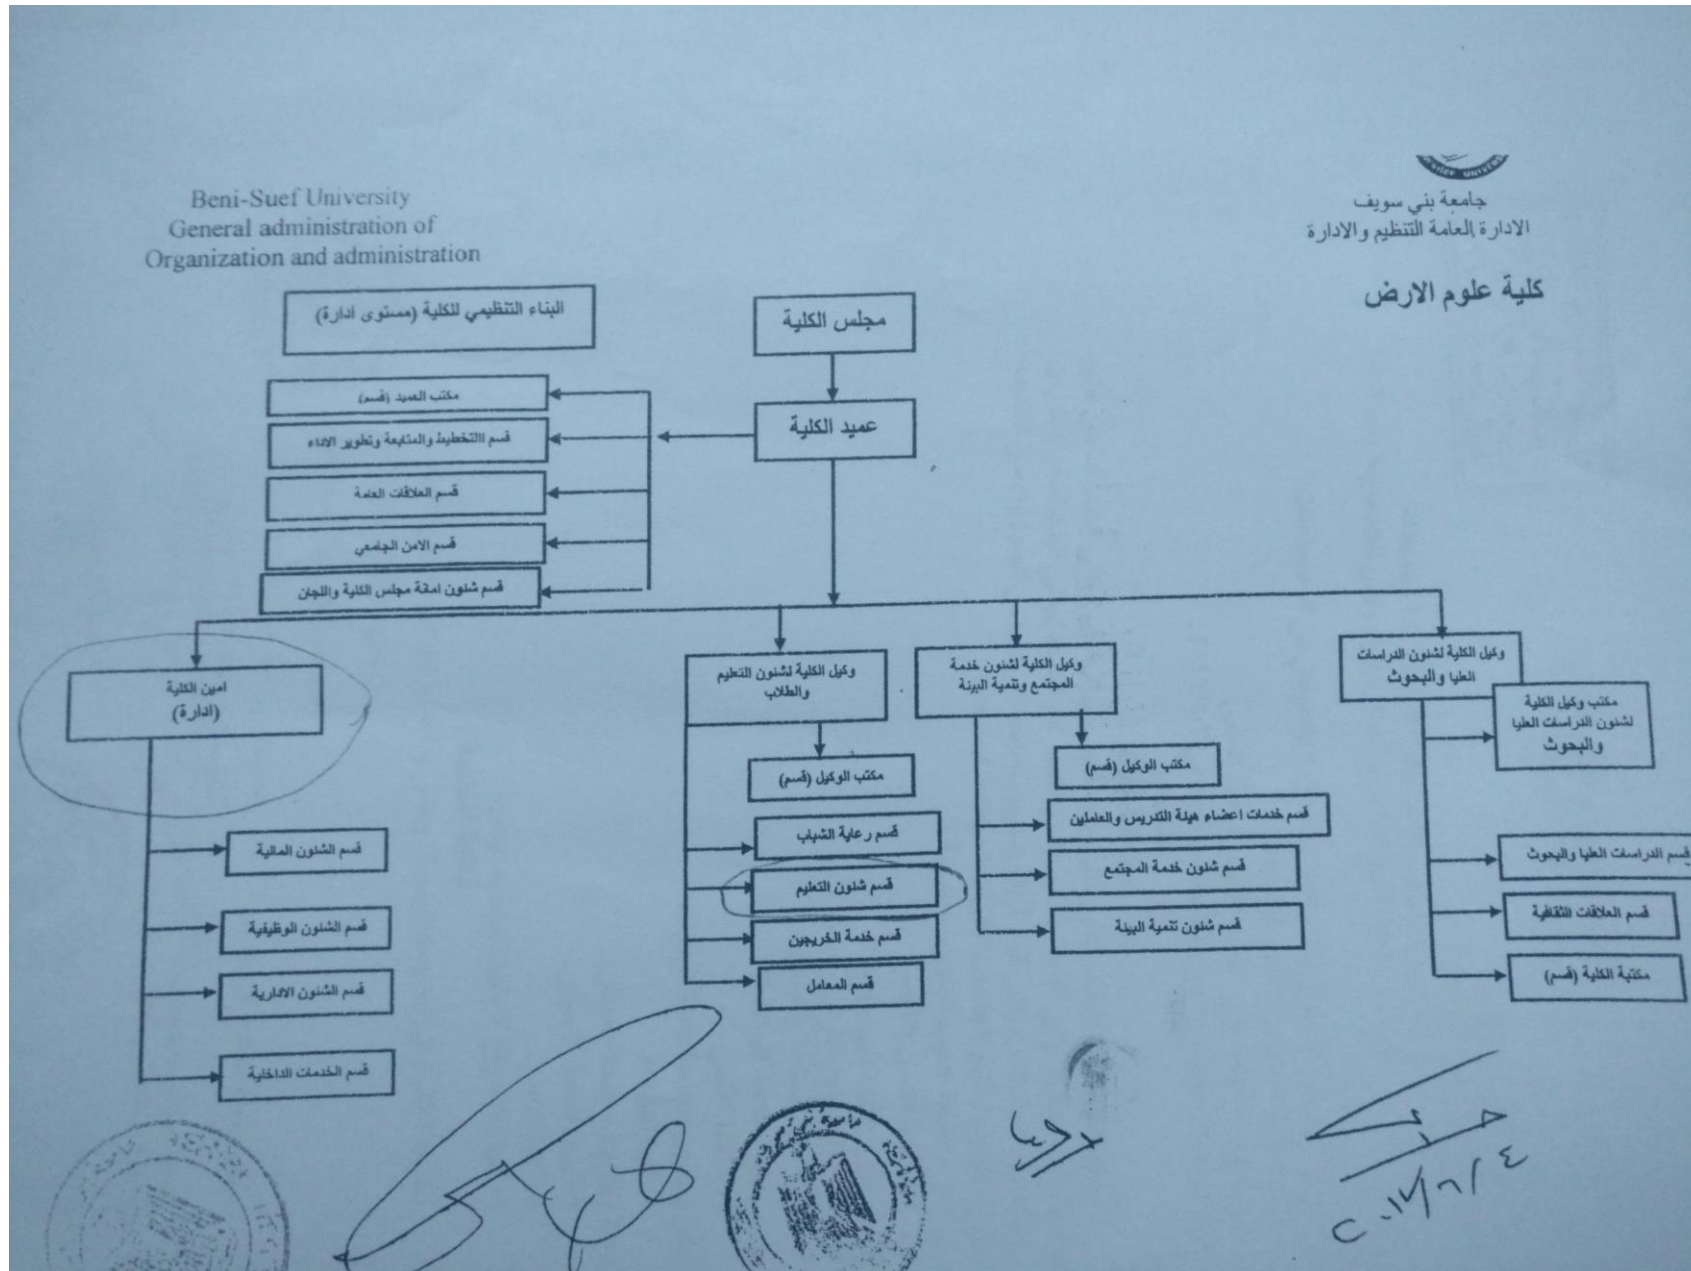 Beni-Suef University
General administration of
Organization and administration
جامعة بني سويف
الادارة العامة التنظيم والادارة
كلية علوم الارض
البناء التنظيمي للكلية (مستوى ادارة)
مجلس الكلية
عميد الكلية
مكتب العميد (قسم)
قسم االتخطيط والمتابعة وتطوير الاداء
قسم العلاقات العامة
قسم الامن الجامعي
قسم شئون امانة مجلس الكلية واللجان
وكيل الكلية لشئون الدراسات
العليا والبحوث
مكتب وكيل الكلية
لشئون الدراسات العليا
والبحوث
قسم الدراسات العليا والبحوث
قسم العلاقات الثقافية
مكتبة الكلية (قسم)
وكيل الكلية لشئون خدمة
المجتمع وتنمية البيئة
مكتب الوكيل (قسم)
قسم خدمات اعضاء هيئة التدريس والعاملين
قسم شئون خدمة المجتمع
قسم شئون تنمية البيئة
وكيل الكلية لشئون التعليم
والطلاب
مكتب الوكيل (قسم)
قسم رعاية الشباب
قسم شئون التعليم
قسم خدمة الخريجين
قسم المعامل
امين الكلية
(ادارة)
قسم الشئون المالية
قسم الشئون الوظيفية
قسم الشئون الادارية
قسم الخدمات الداخلية